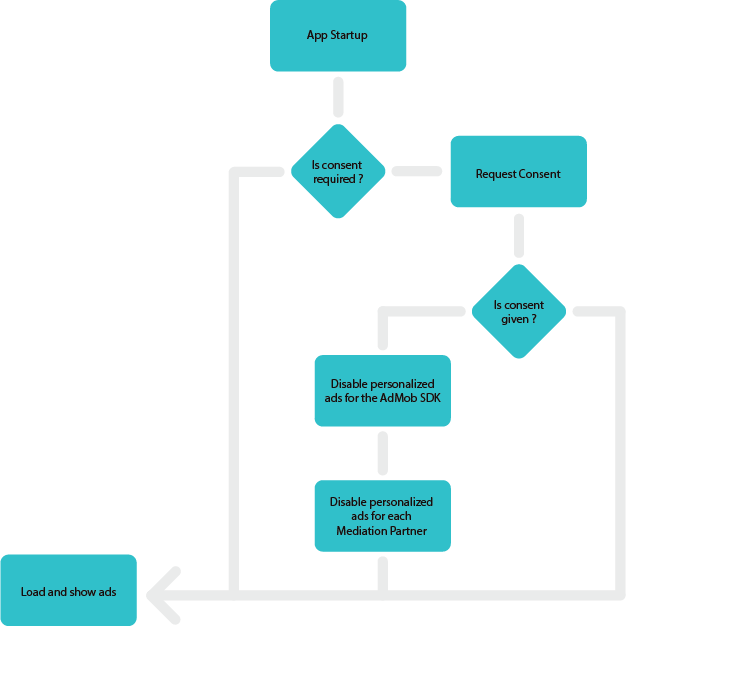 App Startup
Is consent
required ?
Request Consent
Is consent
given ?
Disable personalized
ads for the AdMob SDK
Disable personalized
ads for each
Mediation Partner
Load and show ads